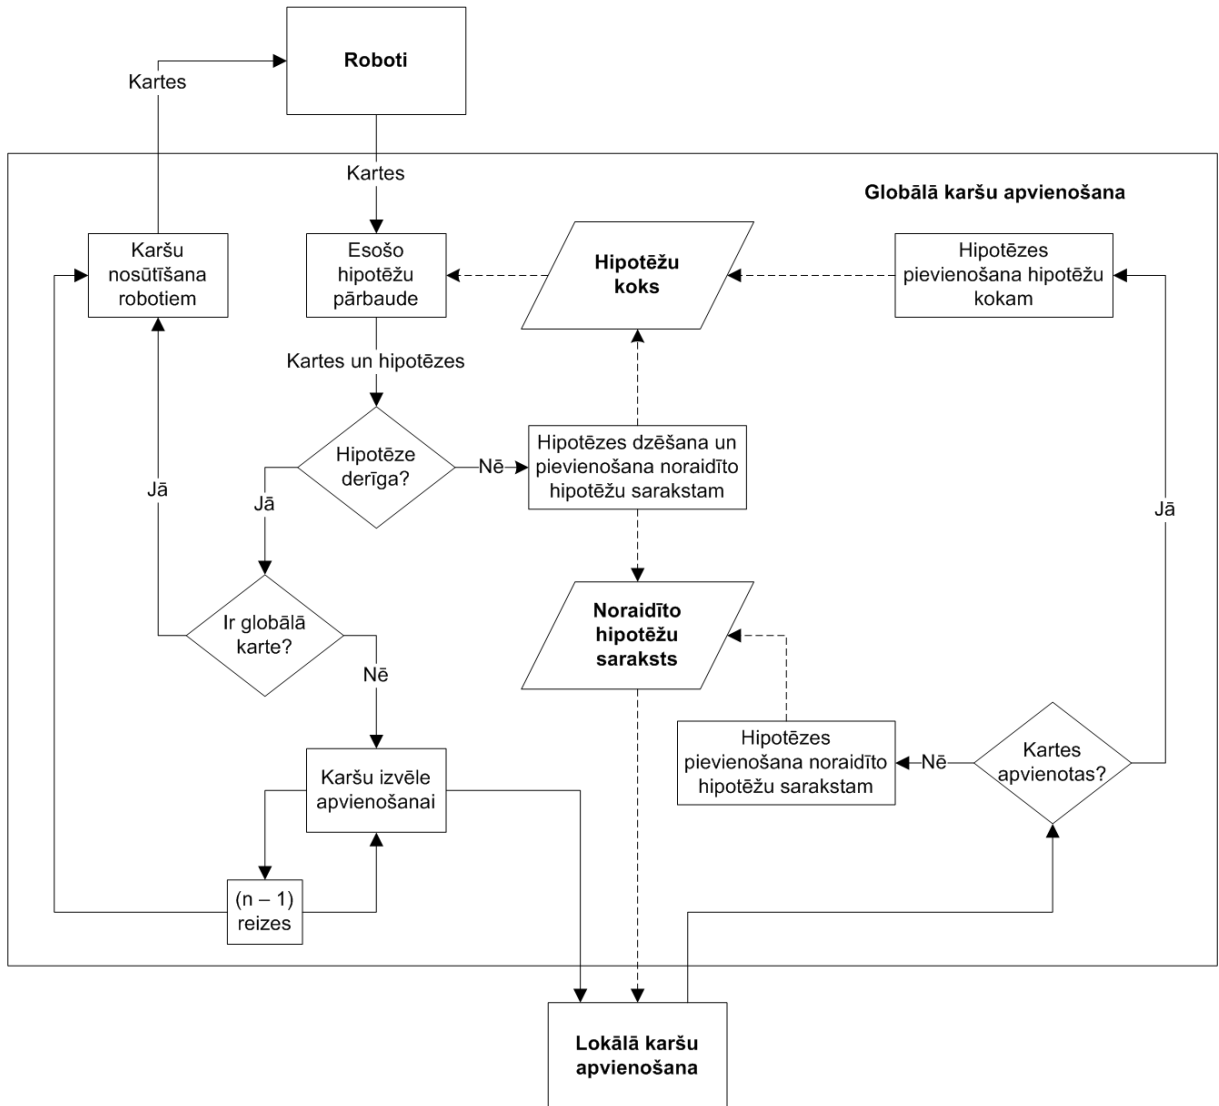 Roboti
Kartes
Kartes
Globālā karšu apvienošana
Karšu
nosūtīšana
robotiem
Esošo
hipotēžu
pārbaude
Hipotēžu
koks
Hipotēzes
pievienošana hipotēžu
kokam
Kartes un hipotēzes
Hipotēze
derīga?
Nē
Hipotēzes dzēšana un
pievienošana noraidīto
hipotēžu sarakstam
Jā
Jā
Jā
Ir globālā
karte?
Noraidīto
hipotēžu
saraksts
Nē
Hipotēzes
pievienošana noraidīto
hipotēžu sarakstam
Nē
Kartes
apvienotas?
Karšu izvēle
apvienošanai
(n – 1)
reizes
Lokālā karšu
apvienošana